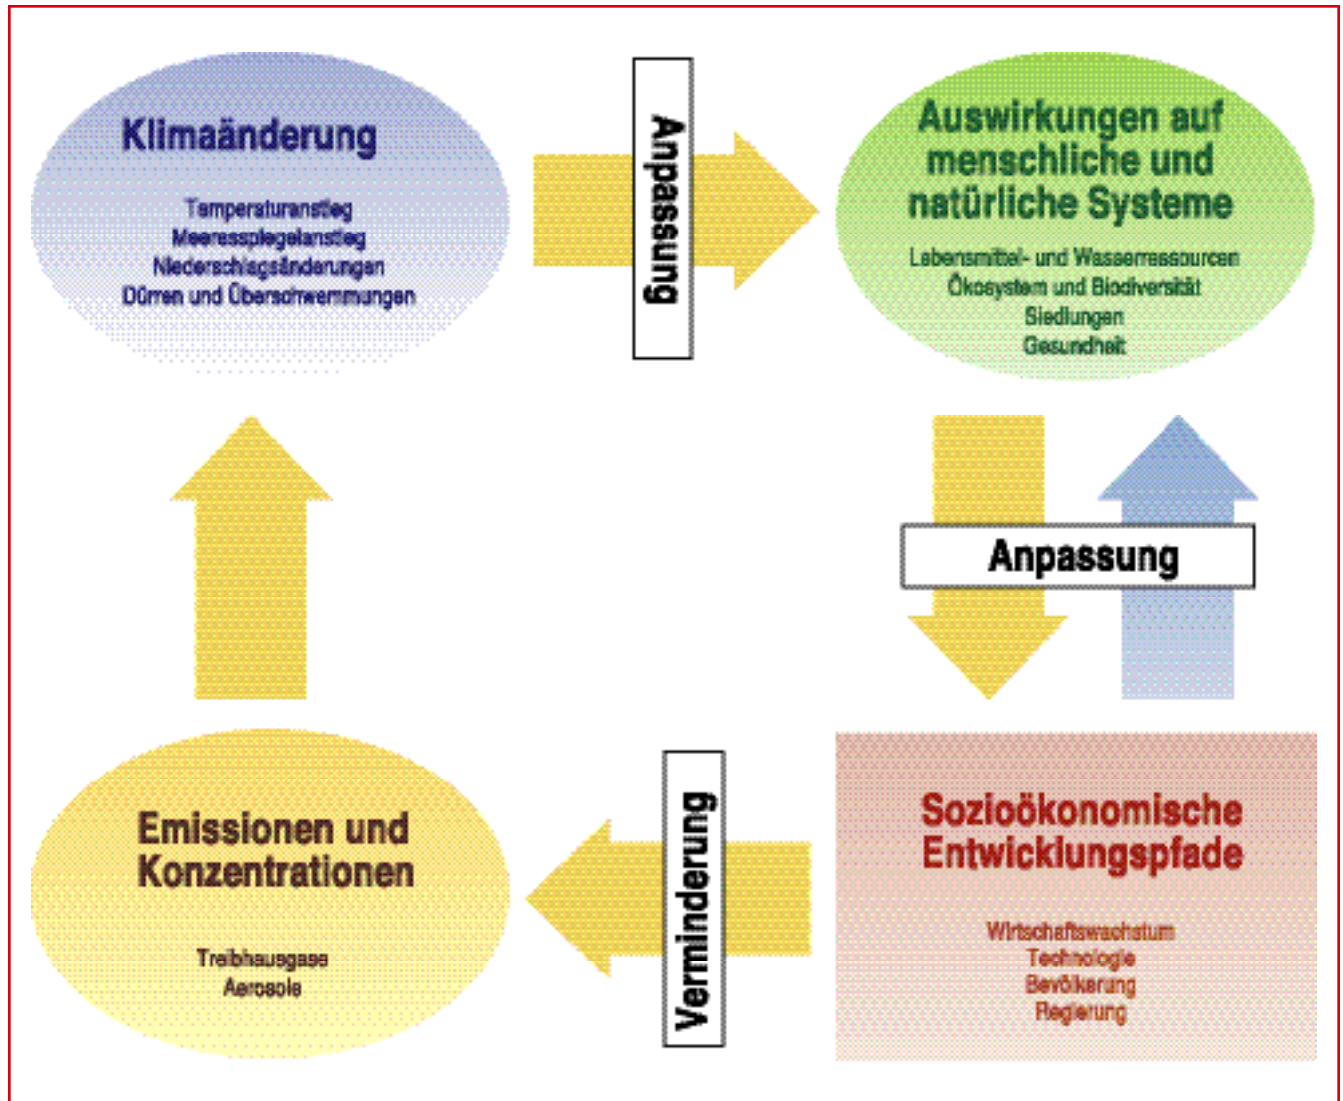 Klimaänderung
Temperaturanstieg
Meeresspiegelanstieg
Niederschlagsänderungen
Dürren und Überschwemmungen
Anpassung
Auswirkungen auf
menschliche und
natürliche Systeme
Lebensmittel- und Wasserressourcen
Ökosystem und Biodiversität
Siedlungen
Gesundheit
Anpassung
Emissionen und
Konzentrationen
Treibhausgase
Aerosole
Verminderung
Sozioökonomische
Entwicklungspfade
Wirtschaftswachstum
Technologie
Bevölkerung
Regierung